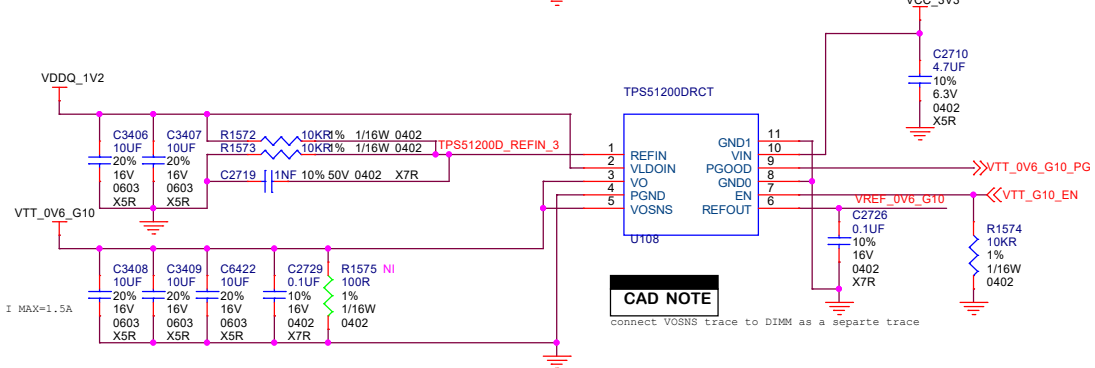 VCC_3V3
C2710
4.7UF
10%
6.3V
0402
X5R
VDDQ_1V2
TPS51200DRCT
C3406
10UF
20%
16V
0603
X5R
C3407
10UF
20%
16V
0603
X5R
R1572 10KR 1% 1/16W 0402
R1573 10KR 1% 1/16W 0402
TPS51200D_REFIN_3
C2719 1NF 10% 50V 0402 X7R
1 REFIN
2 VLDOIN
3 VO
4 PGND
5 VOSNS
GND1 11
VIN 10
PGOOD 9
GND0 8
EN 7
REFOUT 6
U108
VTT_0V6_G10_PG
VTT_G10_EN
VREF_0V6_G10
C2726
0.1UF
10%
16V
0402
X7R
R1574
10KR
1%
1/16W
0402
VTT_0V6_G10
C3408
10UF
20%
16V
0603
X5R
C3409
10UF
20%
16V
0603
X5R
C6422
10UF
20%
16V
0603
X5R
C2729
0.1UF
10%
16V
0402
X7R
R1575 NI
100R
1%
1/16W
0402
I MAX=1.5A
CAD NOTE
connect VOSNS trace to DIMM as a separte trace